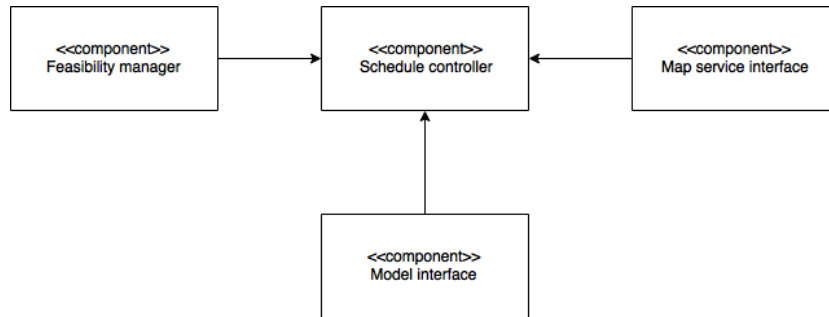 <<component>>
Feasibility manager
<<component>>
Schedule controller
<<component>>
Map service interface
<<component>>
Model interface